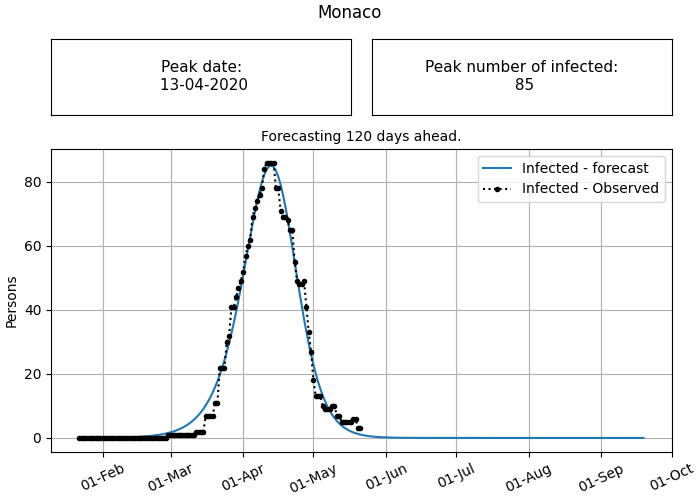 Monaco
Peak date:
13-04-2020
Peak number of infected:
85
Forecasting 120 days ahead.
Infected - forecast
Infected - Observed
Persons
80
60
40
20
0
01-Feb
01-Mar
01-Apr
01-May
01-Jun
01-Jul
01-Aug
01-Sep
01-Oct